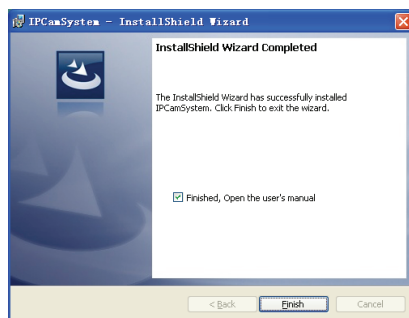 IPCamSystem - InstallShield Wizard
InstallShield Wizard Completed
The InstallShield Wizard has successfully installed
IPCamSystem. Click Finish to exit the wizard.
Finished, Open the user's manual
< Back
Finish
Cancel